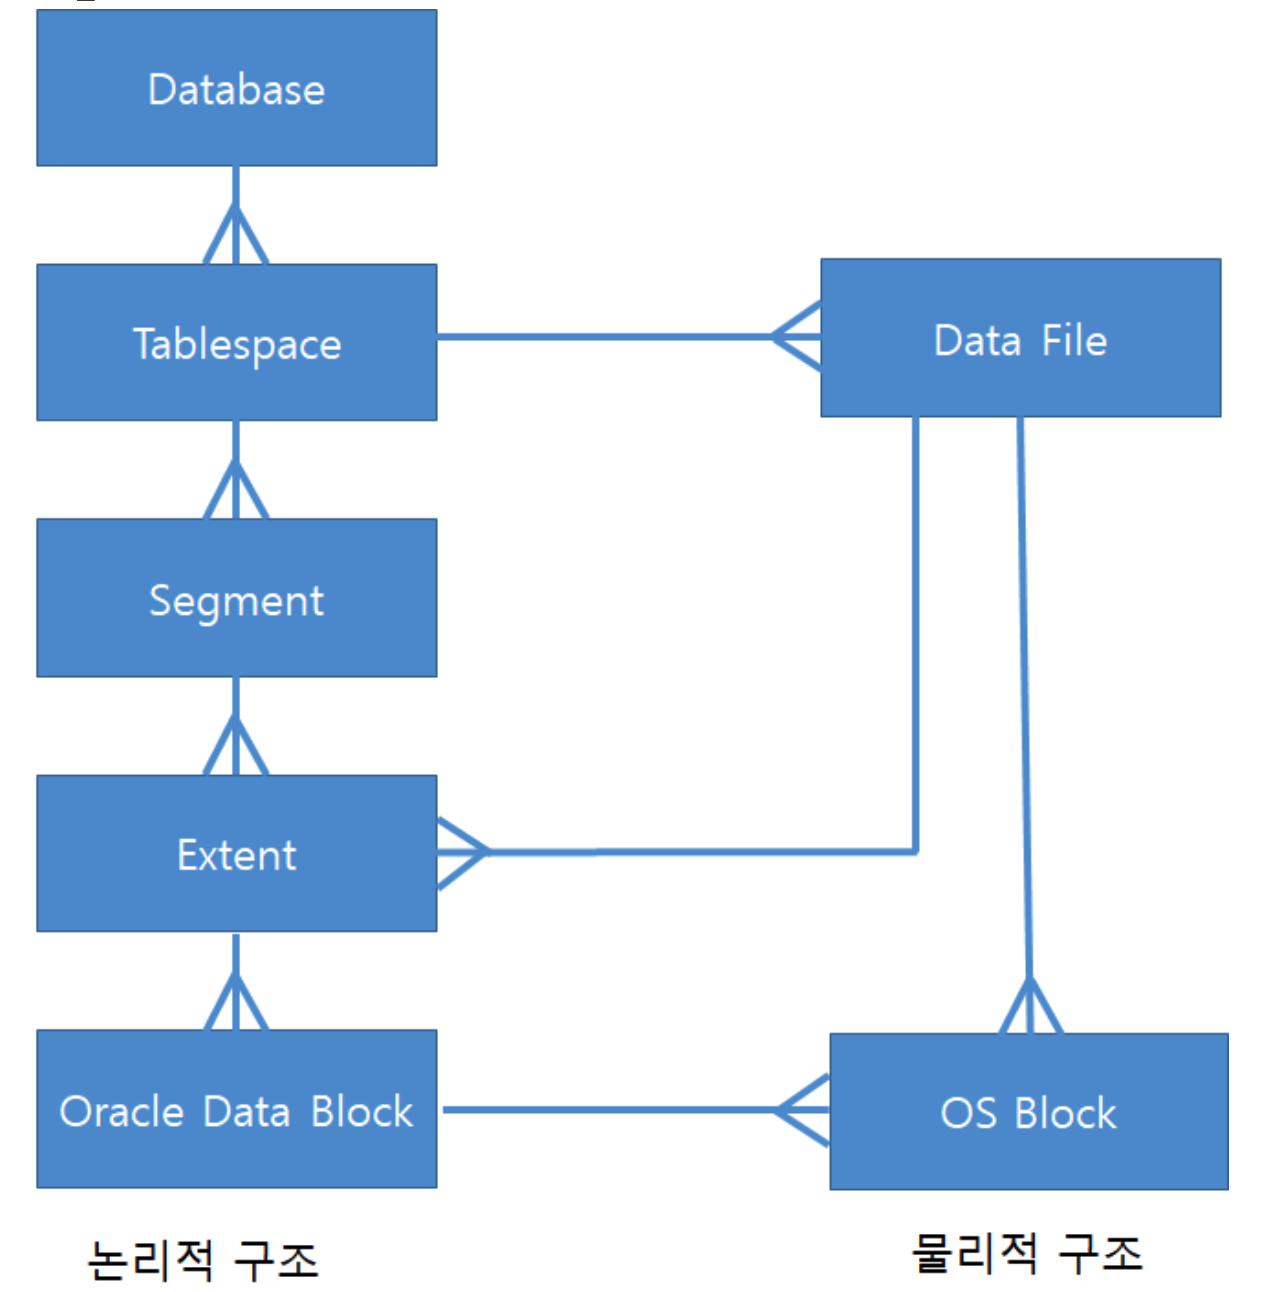 Database
Tablespace
Data File
Segment
Extent
Oracle Data Block
OS Block
논리적 구조
물리적 구조